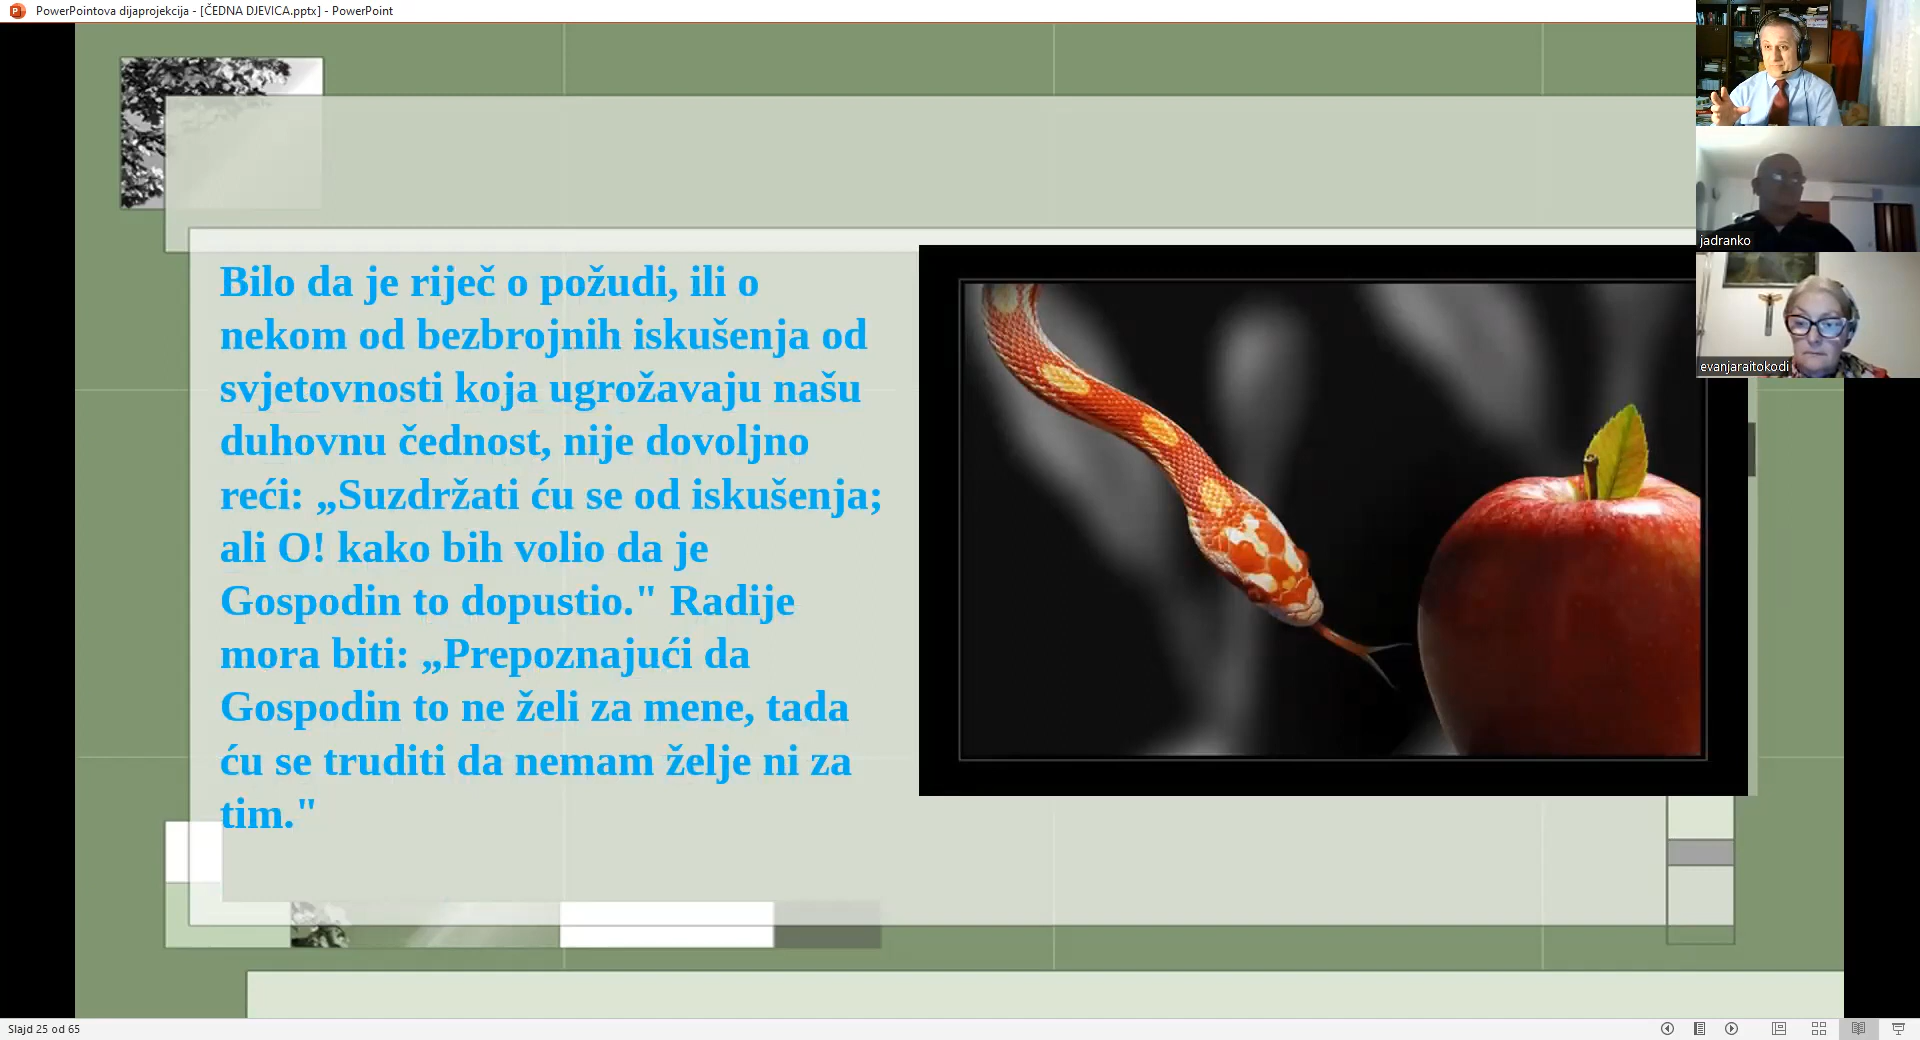 PowerPointova dijaprojekcija - [ČEDNA DJEVICA.pptx] - PowerPoint
Bilo da je riječ o požudi, ili o
nekom od bezbrojnih iskušenja od
svjetovnosti koja ugrožavaju našu
duhovnu čednost, nije dovoljno
reći: „Suzdržati ću se od iskušenja;
ali O! kako bih volio da je
Gospodin to dopustio." Radije
mora biti: „Prepoznajući da
Gospodin to ne želi za mene, tada
ću se truditi da nemam želje ni za
tim."
jadranko
evanjaraitokodi
Slajd 25 od 65